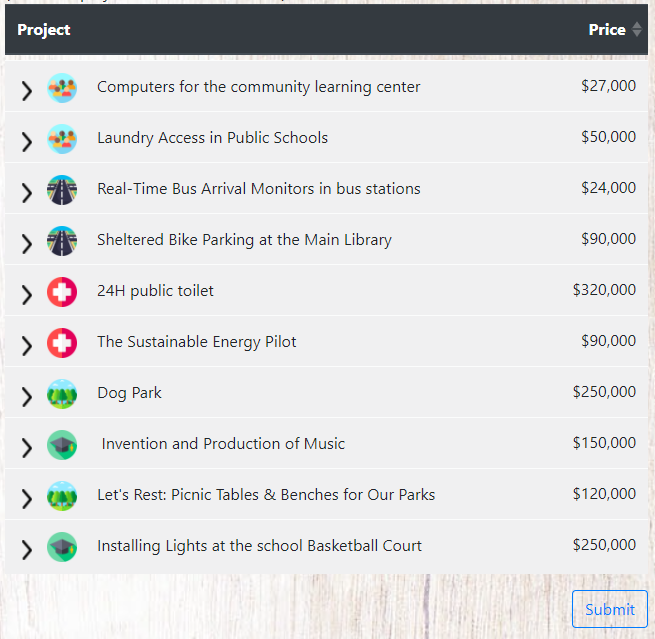 Project Price
Computers for the community learning center $27,000
Laundry Access in Public Schools $50,000
Real-Time Bus Arrival Monitors in bus stations $24,000
Sheltered Bike Parking at the Main Library $90,000
24H public toilet $320,000
The Sustainable Energy Pilot $90,000
Dog Park $250,000
Invention and Production of Music $150,000
Let's Rest: Picnic Tables & Benches for Our Parks $120,000
Installing Lights at the school Basketball Court $250,000
Submit